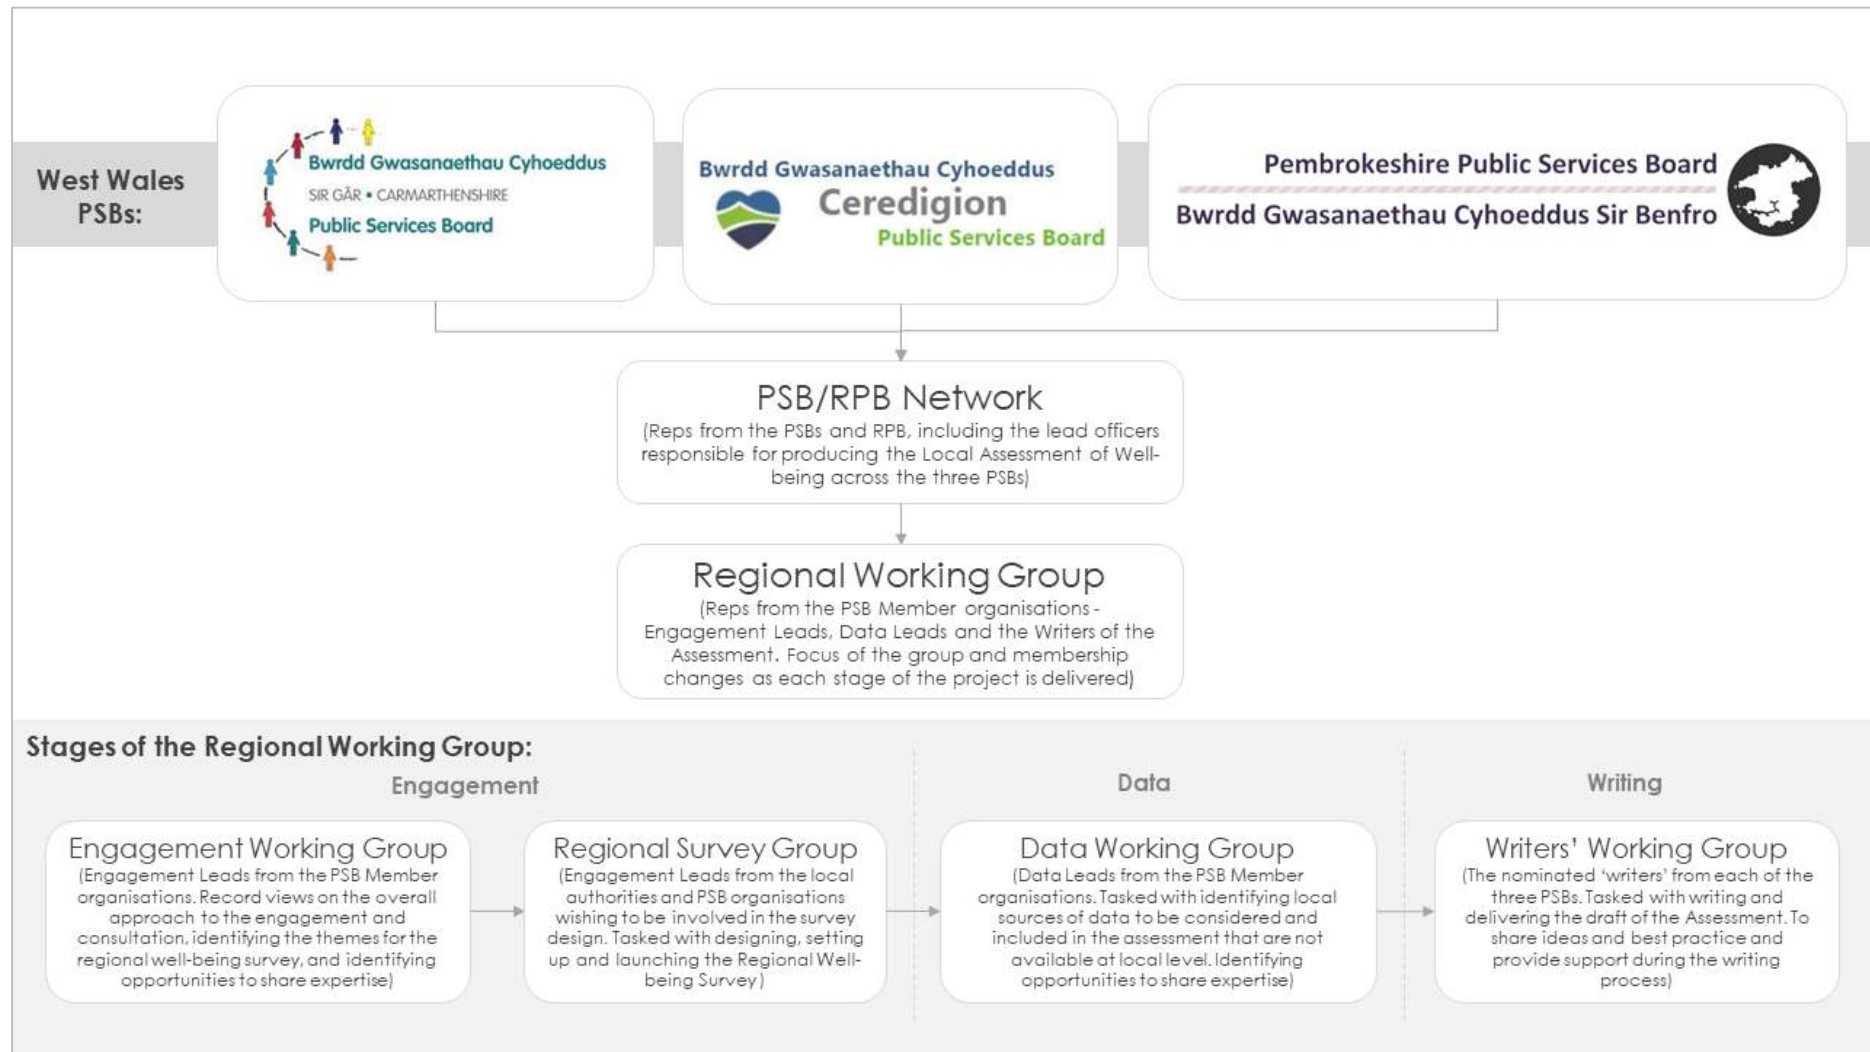 West Wales
PSBs:
Bwrdd Gwasanaethau Cyhoeddus
SIR GÂR • CARMARTHENSHIRE
Public Services Board
Bwrdd Gwasanaethau Cyhoeddus
Ceredigion
Public Services Board
Pembrokeshire Public Services Board
Bwrdd Gwasanaethau Cyhoeddus Sir Benfro
PSB/RPB Network
(Reps from the PSBs and RPB, including the lead officers
responsible for producing the Local Assessment of Well-
being across the three PSBs)
Regional Working Group
(Reps from the PSB Member organisations -
Engagement Leads, Data Leads and the Writers of the
Assessment. Focus of the group and membership
changes as each stage of the project is delivered)
Stages of the Regional Working Group:
Engagement
Engagement Working Group
(Engagement Leads from the PSB Member
organisations. Record views on the overall
approach to the engagement and
consultation, identifying the themes for the
regional well-being survey, and identifying
opportunities to share expertise)
Regional Survey Group
(Engagement Leads from the local
authorities and PSB organisations
wishing to be involved in the survey
design. Tasked with designing, setting
up and launching the Regional Well-
being Survey)
Data
Data Working Group
(Data Leads from the PSB Member
organisations. Tasked with identifying local
sources of data to be considered and
included in the assessment that are not
available at local level. Identifying
opportunities to share expertise)
Writing
Writers' Working Group
(The nominated 'writers' from each of the
three PSBs. Tasked with writing and
delivering the draft of the Assessment. To
share ideas and best practice and
provide support during the writing
process)